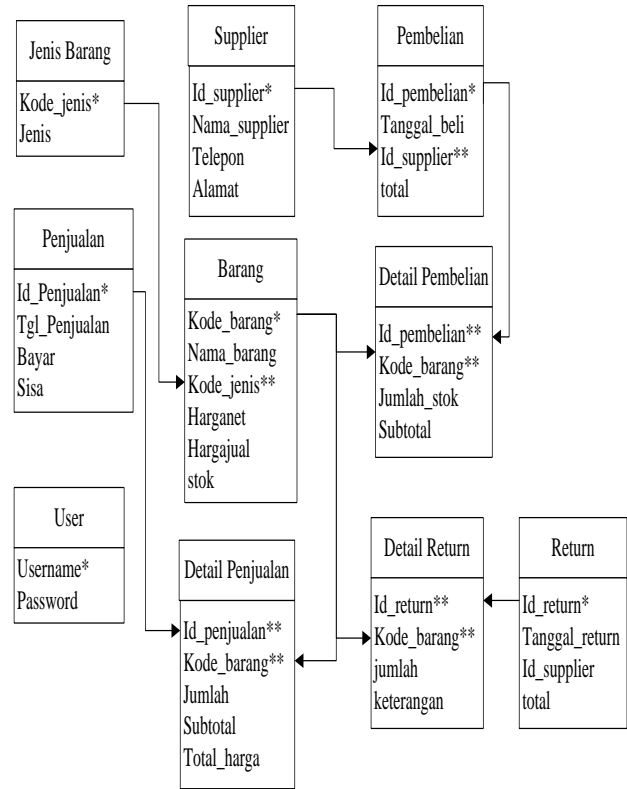 Jenis Barang
Kode_jenis*
Jenis
Supplier
Id_supplier*
Nama_supplier
Telepon
Alamat
Pembelian
Id_pembelian*
Tanggal_beli
Id_supplier**
total
Penjualan
Id_Penjualan*
Tgl_Penjualan
Bayar
Sisa
Barang
Kode_barang*
Nama_barang
Kode_jenis**
Harganet
Hargajual
stok
Detail Pembelian
Id_pembelian**
Kode_barang**
Jumlah_stok
Subtotal
User
Username*
Password
Detail Penjualan
Id_penjualan**
Kode_barang**
Jumlah
Subtotal
Total_harga
Detail Return
Id_return**
Kode_barang**
jumlah
keterangan
Return
Id_return*
Tanggal_return
Id_supplier
total